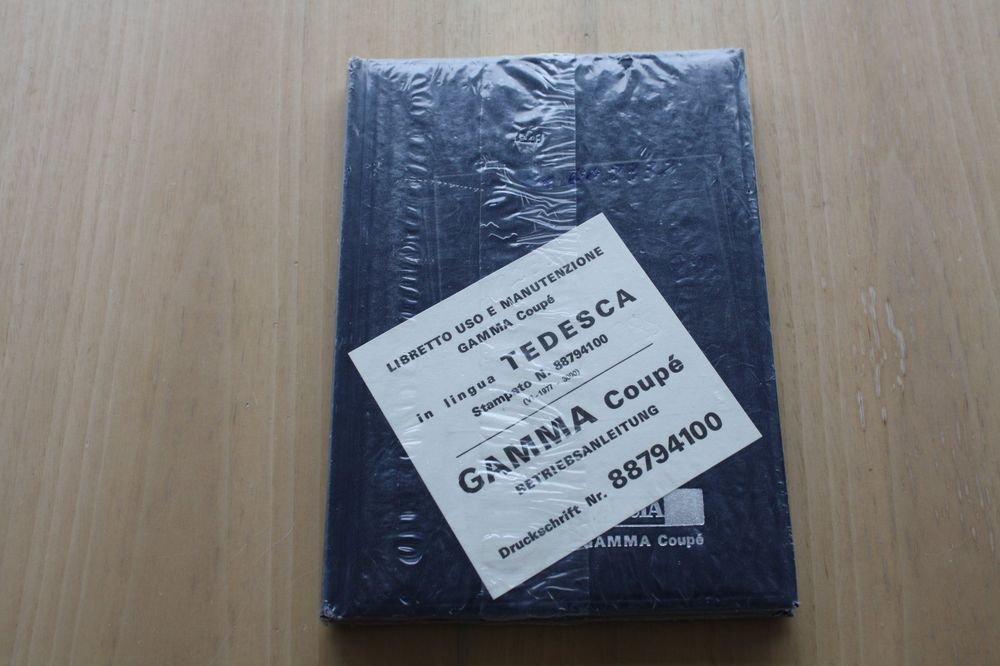 LIBRETTO USO E MANUTENZIONE
GAMMA Coupé
in lingua TEDESCA
Stampato N. 88794100
GAMMA Coupé
BETRIEBSANLEITUNG
Druckschrift Nr. 88794100
GAMMA Coupé